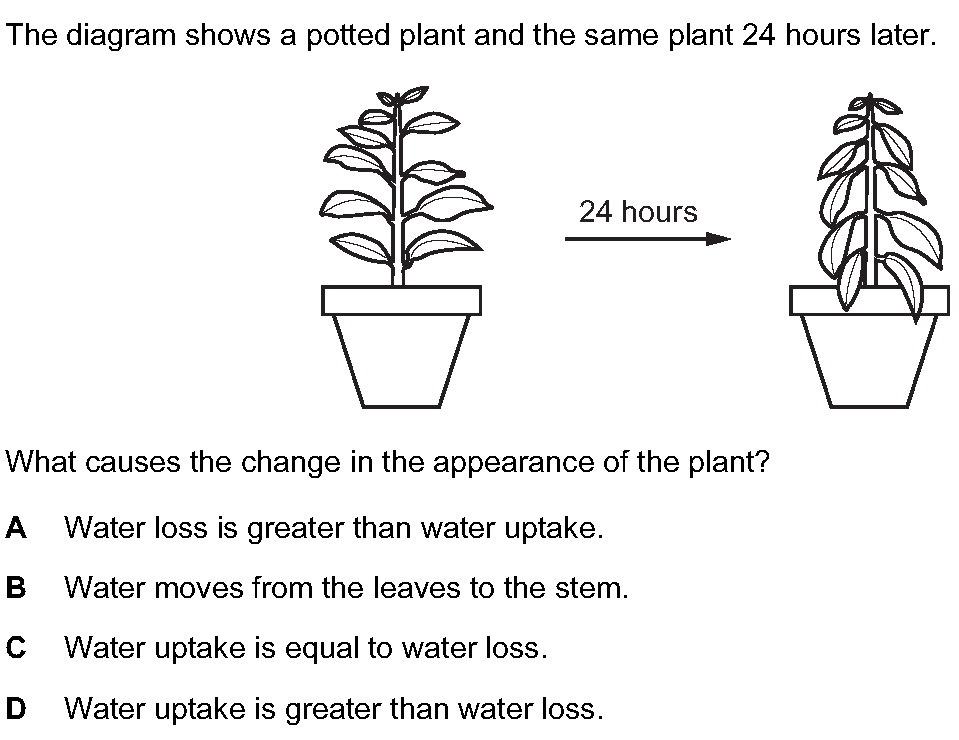 The diagram shows a potted plant and the same plant 24 hours later.
24 hours
What causes the change in the appearance of the plant?
A Water loss is greater than water uptake.
B Water moves from the leaves to the stem.
C Water uptake is equal to water loss.
D Water uptake is greater than water loss.